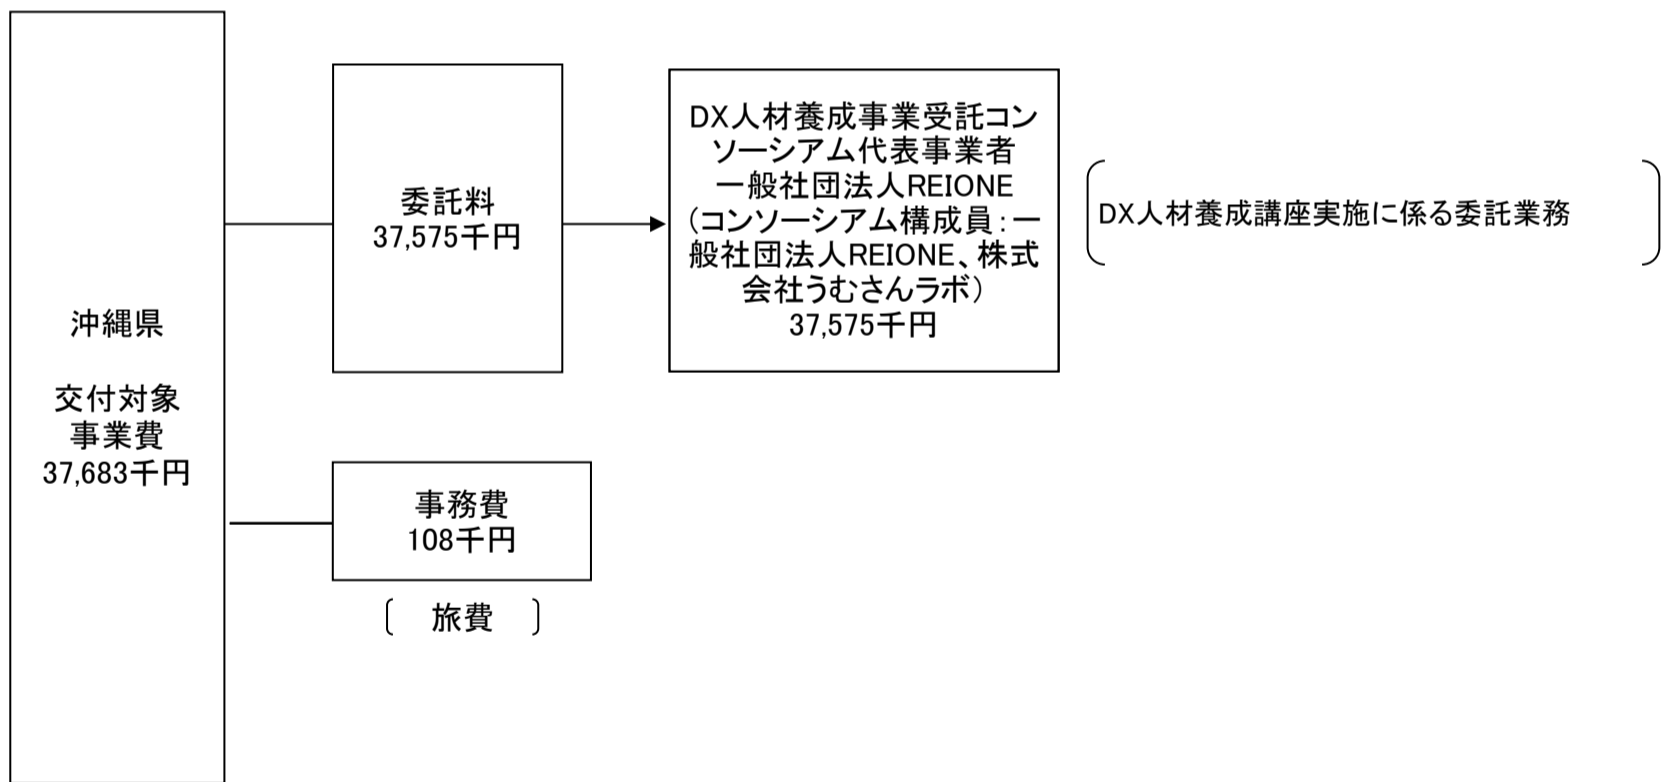 沖縄県
交付対象
事業費
37,683千円
委託料
37,575千円
DX人材養成事業受託コン
ソーシアム代表事業者
一般社団法人REIONE
（コンソーシアム構成員：一
般社団法人REIONE、株式
会社うむさんラボ）
37,575千円
DX人材養成講座実施に係る委託業務
事務費
108千円
旅費